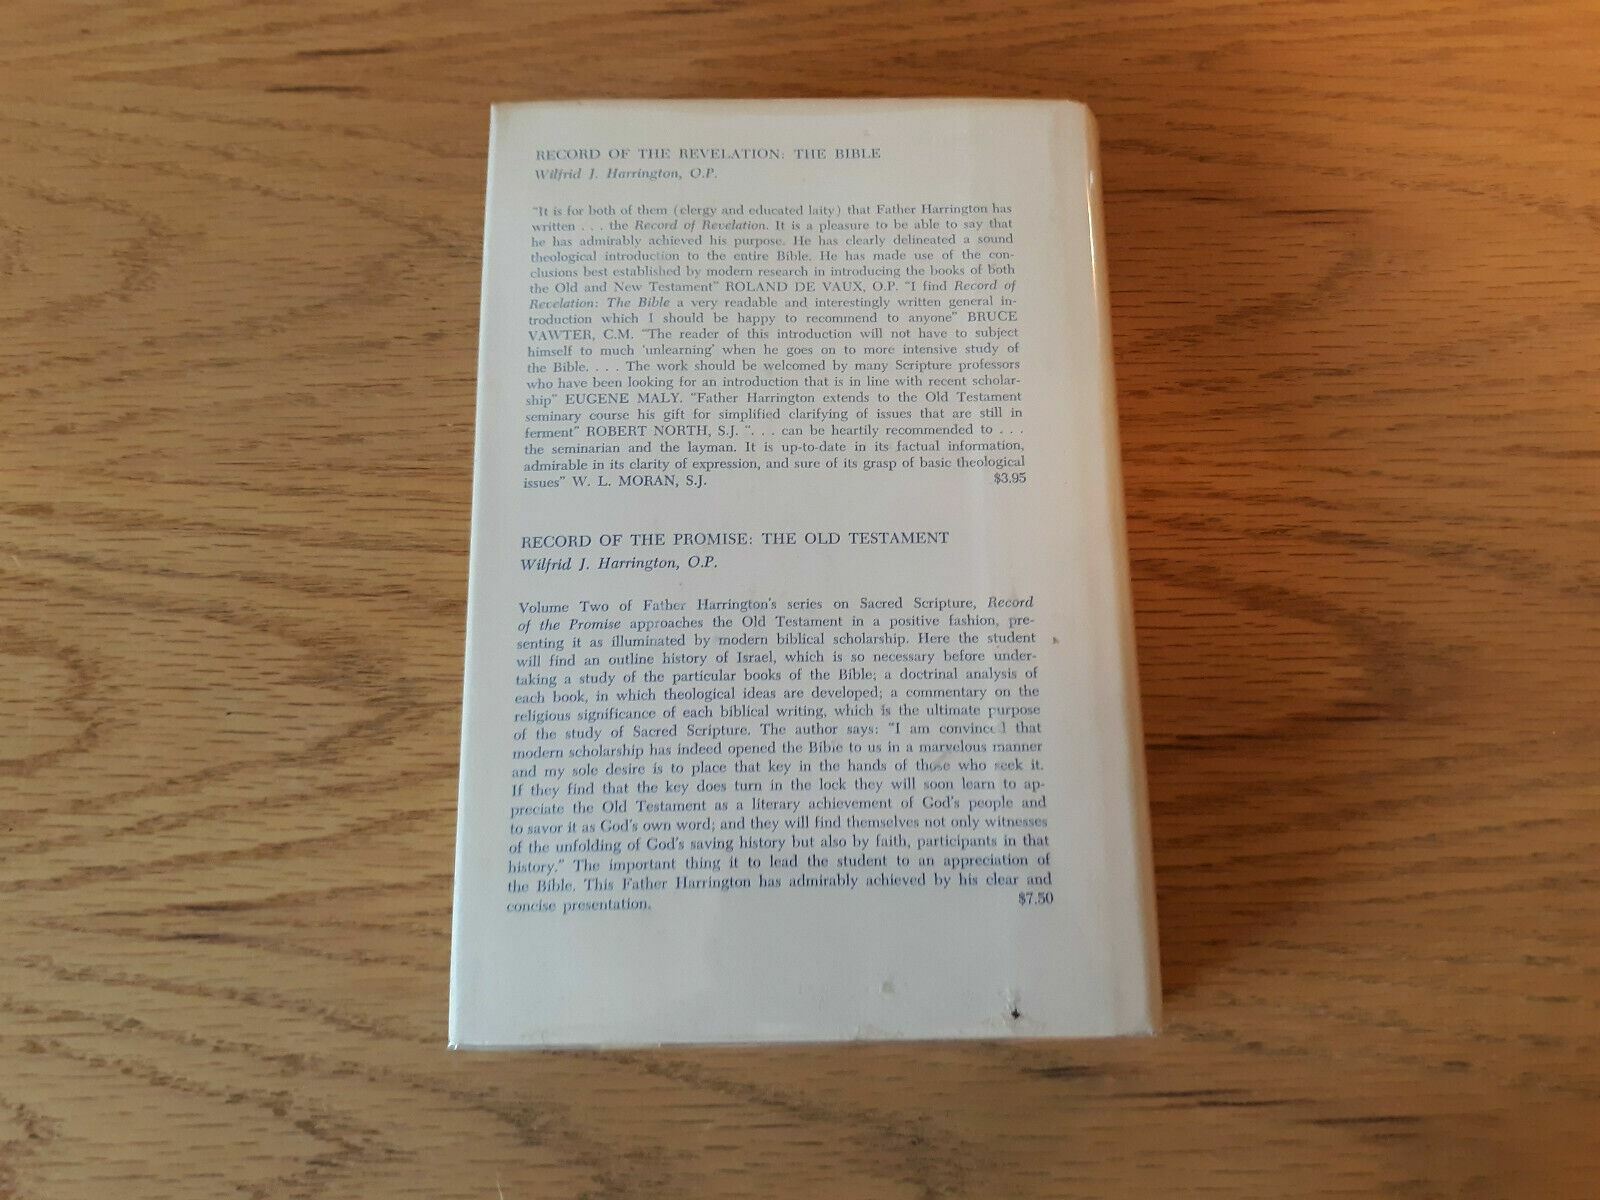 RECORD OF THE REVELATION: THE BIBLE
Wilfrid J. Harrington, O.P.
"It is for both of them (clergy and educated laity) that Father Harrington has
written . . . the Record of Revelation. It is a pleasure to be able to say that
he has admirably achieved his purpose. He has clearly delineated a sound
theological introduction to the entire Bible. He has made use of the con-
clusions best established by modern research in introducing the books of both
the Old and New Testament" ROLAND DE VAUX, O.P. "I find Record of
Revelation: The Bible a very readable and interestingly written general in-
troduction which I should be happy to recommend to anyone" BRUCE
VAWTER, C.M. "The reader of this introduction will not have to subject
himself to much 'unlearning' when he goes on to more intensive study of
the Bible. . . . The work should be welcomed by many Scripture professors
who have been looking for an introduction that is in line with recent scholar-
ship" EUGENE MALY. "Father Harrington extends to the Old Testament
seminary course his gift for simplified clarifying of issues that are still in
ferment" ROBERT NORTH, S.J. ". . . can be heartily recommended to . . .
the seminarian and the layman. It is up-to-date in its factual information,
admirable in its clarity of expression, and sure of its grasp of basic theological
issues" W. L. MORAN, S.J. $3.95
RECORD OF THE PROMISE: THE OLD TESTAMENT
Wilfrid J. Harrington, O.P.
Volume Two of Father Harrington's series on Sacred Scripture, Record
of the Promise approaches the Old Testament in a positive fashion, pre-
senting it as illuminated by modern biblical scholarship. Here the student
will find an outline history of Israel, which is so necessary before under-
taking a study of the particular books of the Bible; a doctrinal analysis of
each book, in which theological ideas are developed; a commentary on the
religious significance of each biblical writing, which is the ultimate purpose
of the study of Sacred Scripture. The author says: "I am convinced that
modern scholarship has indeed opened the Bible to us in a marvelous manner
and my sole desire is to place that key in the hands of those who seek it.
If they find that the key does turn in the lock they will soon learn to ap-
preciate the Old Testament as a literary achievement of God's people and
to savor it as God's own word; and they will find themselves not only witnesses
of the unfolding of God's saving history but also by faith, participants in that
history." The important thing it to lead the student to an appreciation of
the Bible. This Father Harrington has admirably achieved by his clear and
concise presentation. $7.50